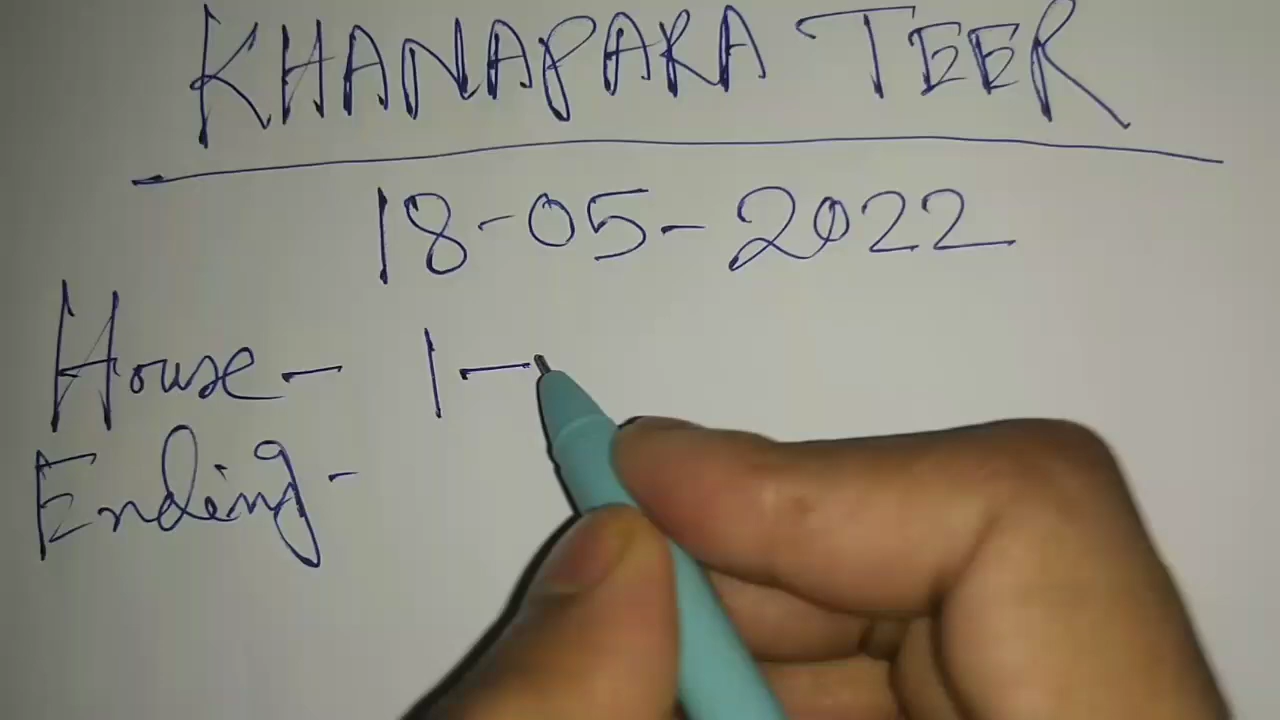 KHANAPARA TEER
18-05-2022
House- 1-
Ending-